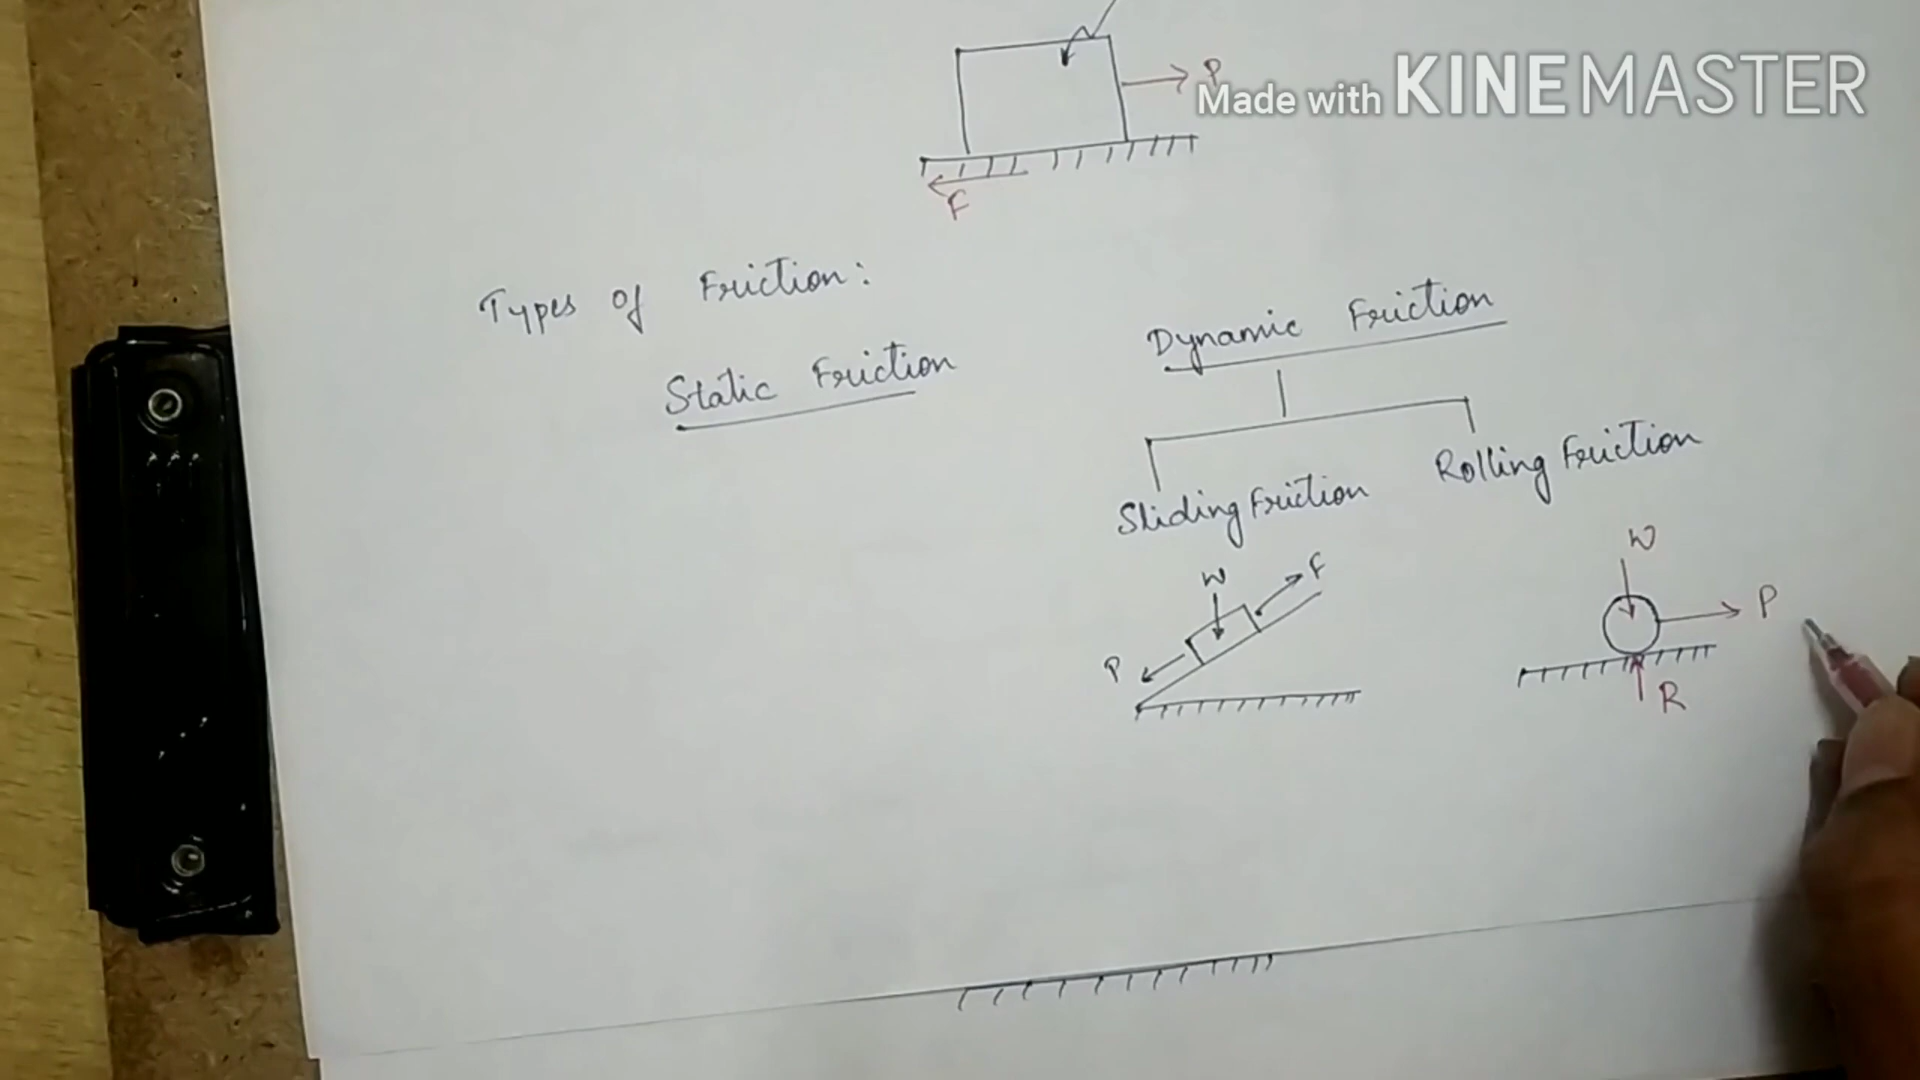 P
Made with KINEMASTER
F
Types of Friction:
Static Friction
Dynamic Friction
Sliding Friction
Rolling Friction
W
F
P
W
P
R